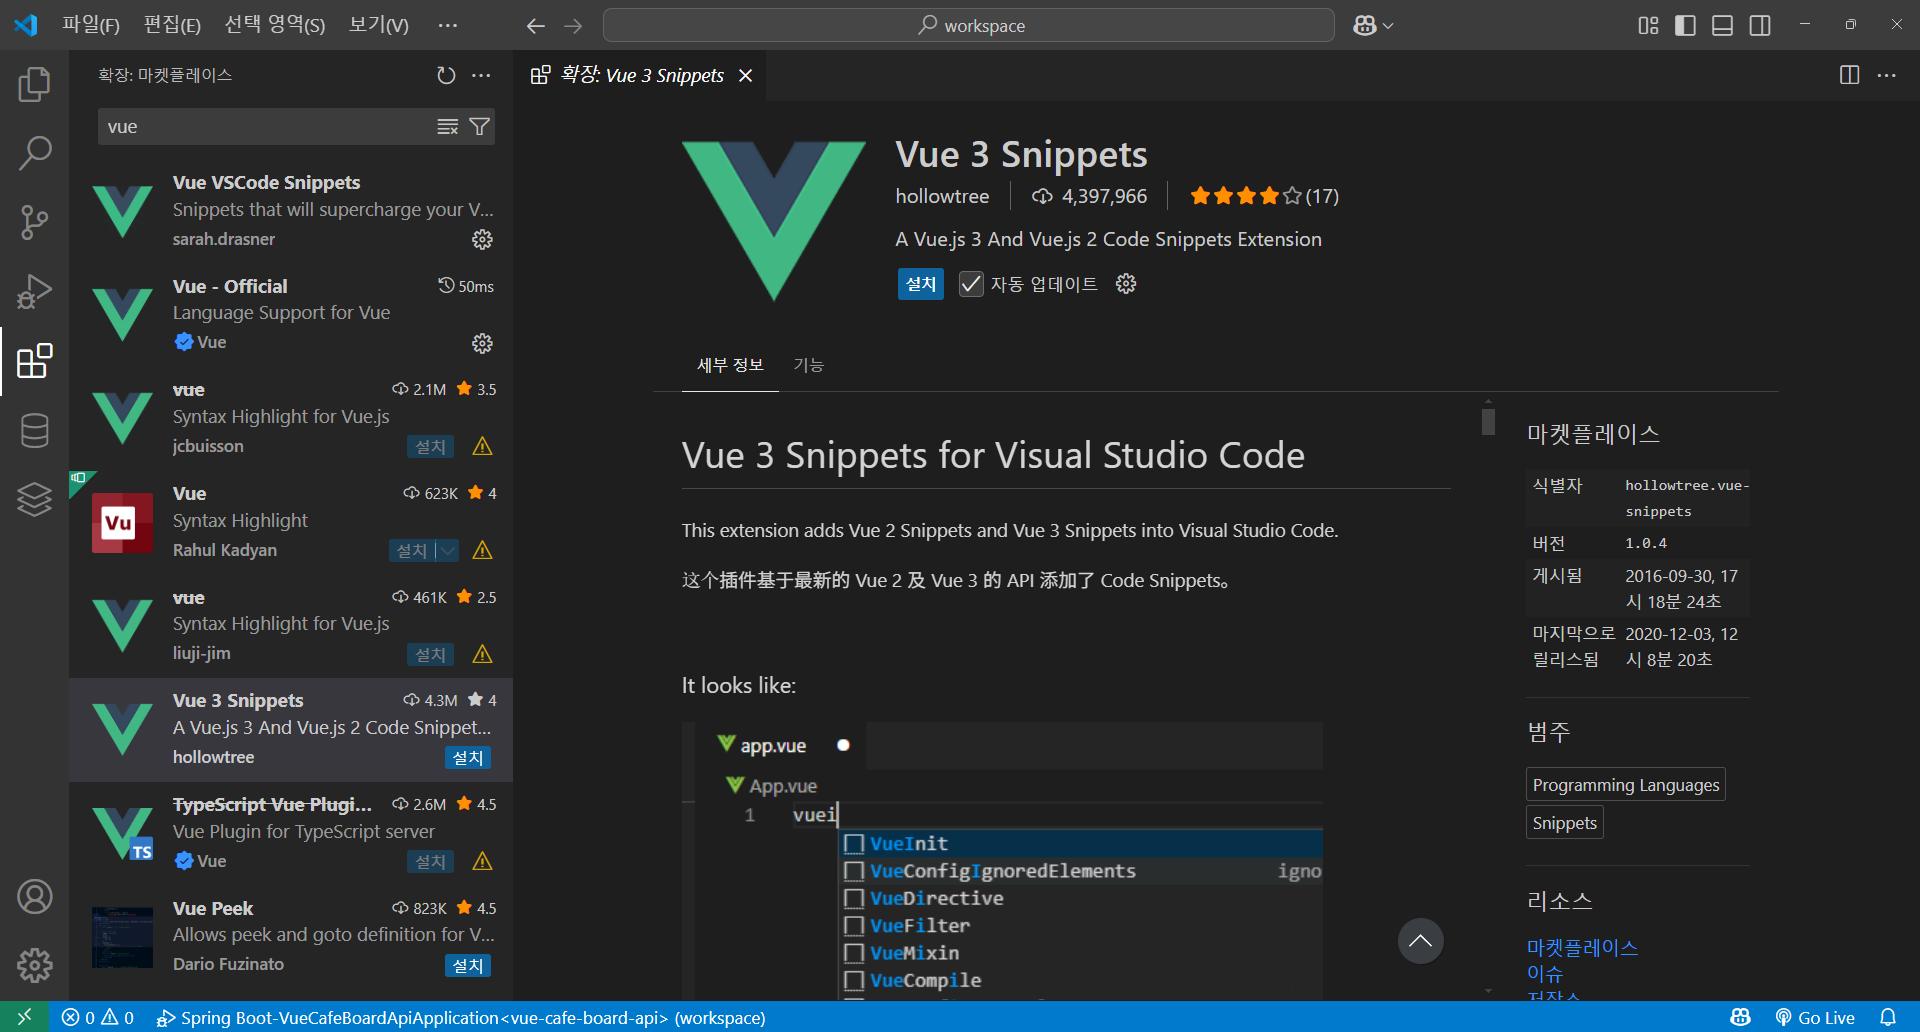 파일(F) 편집(E) 선택 영역(S) 보기(V) ···
workspace
확장: 마켓플레이스
vue
Vue VSCode Snippets
Snippets that will supercharge your V...
sarah.drasner
Vue - Official 50ms
Language Support for Vue
Vue
vue 2.1M 3.5
Syntax Highlight for Vue.js
jcbuisson 설치
Vue 623K 4
Vu
Syntax Highlight
Rahul Kadyan 설치
vue 461K 2.5
Syntax Highlight for Vue.js
liuji-jim 설치
Vue 3 Snippets 4.3M 4
A Vue.js 3 And Vue.js 2 Code Snippet...
hollowtree 설치
TypeScript Vue Plugi... 2.6M 4.5
Vue Plugin for TypeScript server
TS
Vue 설치
Vue Peek 823K 4.5
Allows peek and goto definition for V...
Dario Fuzinato 설치
확장: Vue 3 Snippets
Vue 3 Snippets
hollowtree 4,397,966 (17)
A Vue.js 3 And Vue.js 2 Code Snippets Extension
설치 자동 업데이트
세부 정보 기능
Vue 3 Snippets for Visual Studio Code
This extension adds Vue 2 Snippets and Vue 3 Snippets into Visual Studio Code.
这个插件基于最新的 Vue 2 及 Vue 3 的 API 添加了 Code Snippets。
It looks like:
app.vue
App.vue
1 vuei
VueInit
VueConfigIgnoredElements igno
VueDirective
VueFilter
VueMixin
VueCompile
마켓플레이스
식별자 hollowtree.vue-
snippets
버전 1.0.4
게시됨 2016-09-30, 17
시 18분 24초
마지막으로 2020-12-03, 12
릴리스됨 시 8분 20초
범주
Programming Languages
Snippets
리소스
마켓플레이스
이슈
저장소
0 0 Spring Boot-VueCafeBoardApiApplication<vue-cafe-board-api> (workspace) Go Live